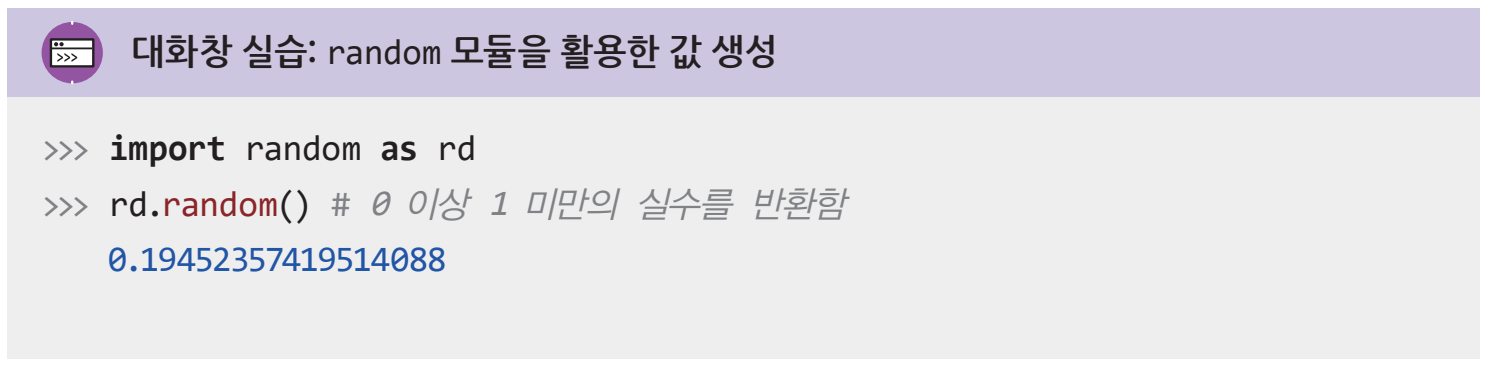 >>> 대화창 실습: random 모듈을 활용한 값 생성
>>> import random as rd
>>> rd.random() # 0 이상 1 미만의 실수를 반환함
0.19452357419514088